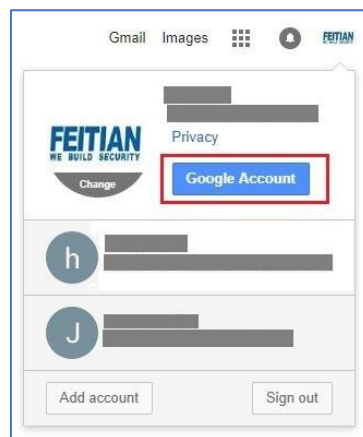 Gmail Images FEITIAN
FEITIAN
WE BUILD SECURITY
Change
Privacy
Google Account
h
J
Add account Sign out